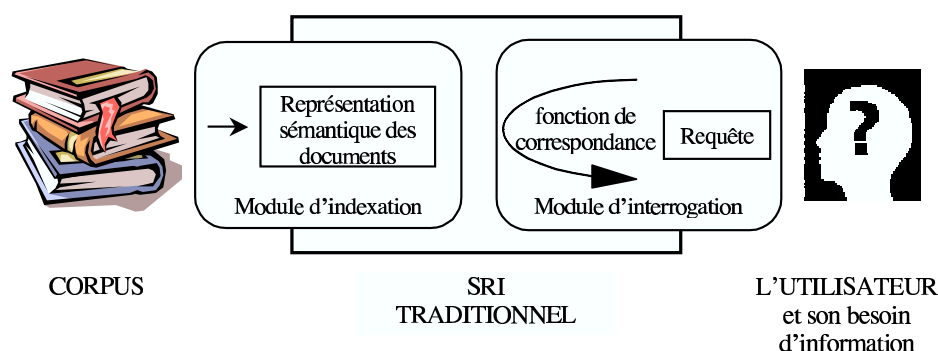 Représentation
sémantique des
documents
Module d'indexation
fonction de
correspondance
Requête
Module d'interrogation
?
CORPUS
SRI
TRADITIONNEL
L'UTILISATEUR
et son besoin
d'information